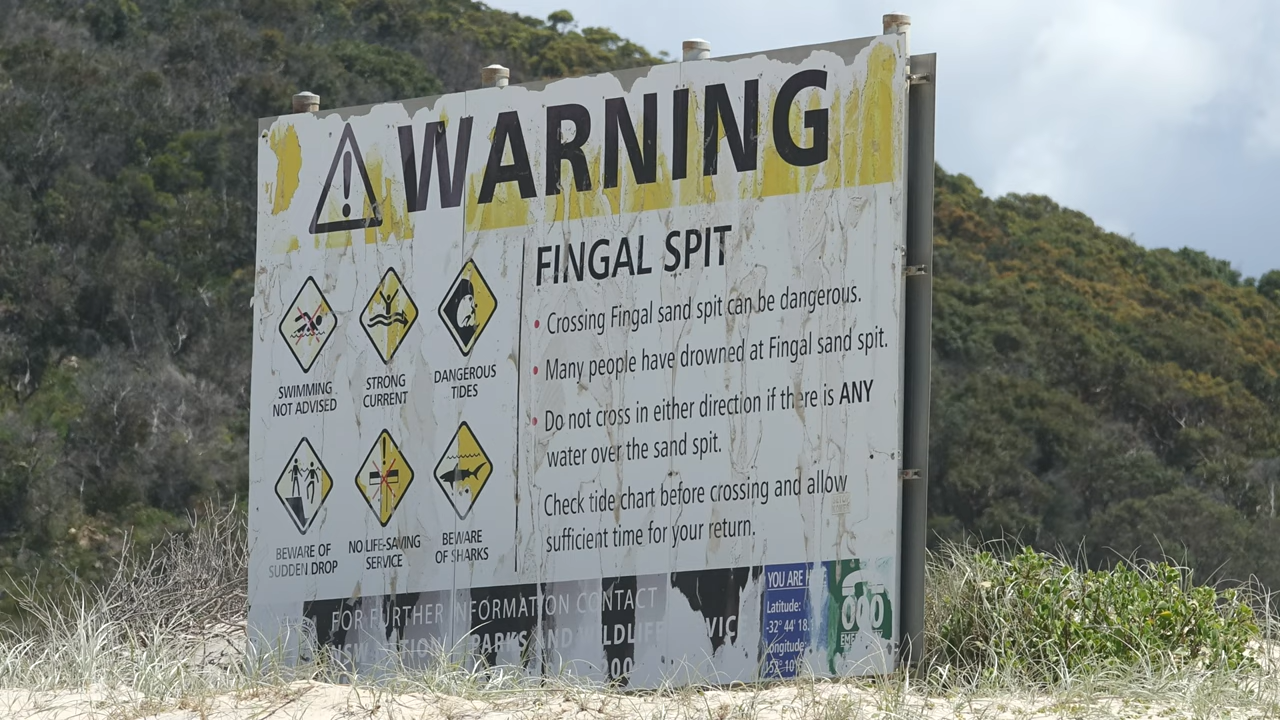 WARNING
FINGAL SPIT
SWIMMING
NOT ADVISED
STRONG
CURRENT
DANGEROUS
TIDES
BEWARE OF
SUDDEN DROP
NO LIFE-SAVING
SERVICE
BEWARE
OF SHARKS
• Crossing Fingal sand spit can be dangerous.
• Many people have drowned at Fingal sand spit.
• Do not cross in either direction if there is ANY
water over the sand spit.
Check tide chart before crossing and allow
sufficient time for your return.
FOR FURTHER INFORMATION CONTACT
PARKS AND WILDLIFE
YOU ARE
Latitude:
-32° 44' 18.
Longitude:
152° 10'
000